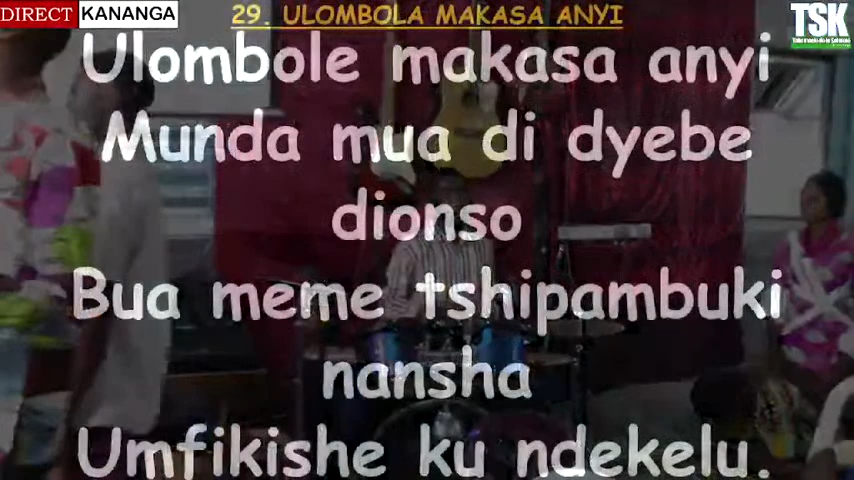 DIRECT KANANGA
29. ULOMBOLA MAKASA ANYI
TSK
Ulombole makasa anyi
Munda mua di dyebe
dionso
Bua meme tshipambuki
nansha
Umfikishe ku ndekelu.